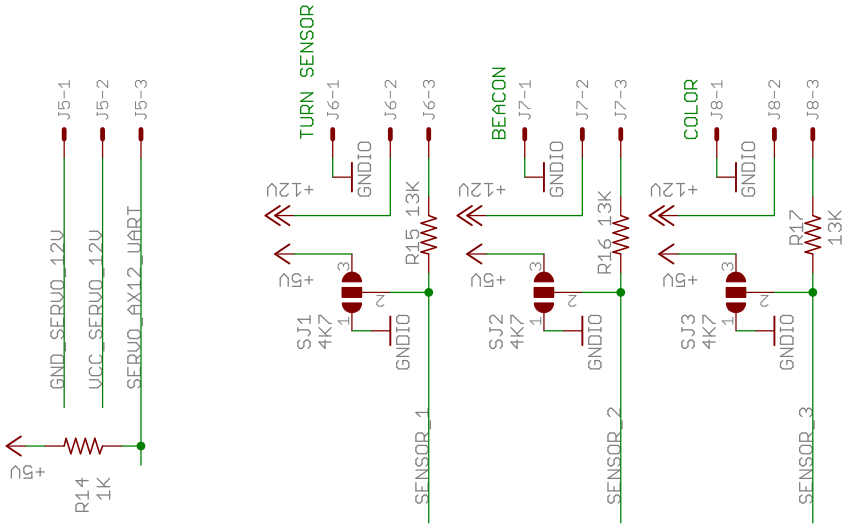 J5-1
J5-2
J5-3
GND_SERVO_12V
VCC_SERVO_12V
SERVO_AX12_UART
+5V
R14
1K
TURN SENSOR
J6-1
J6-2
J6-3
GNDIO
+12V
R15 13K
+5V
3
2
1
SJ1
4K7
GNDIO
SENSOR_1
BEACON
J7-1
J7-2
J7-3
GNDIO
+12V
R16 13K
+5V
3
2
1
SJ2
4K7
GNDIO
SENSOR_2
COLOR
J8-1
J8-2
J8-3
GNDIO
+12V
R17
13K
+5V
3
2
1
SJ3
4K7
GNDIO
SENSOR_3